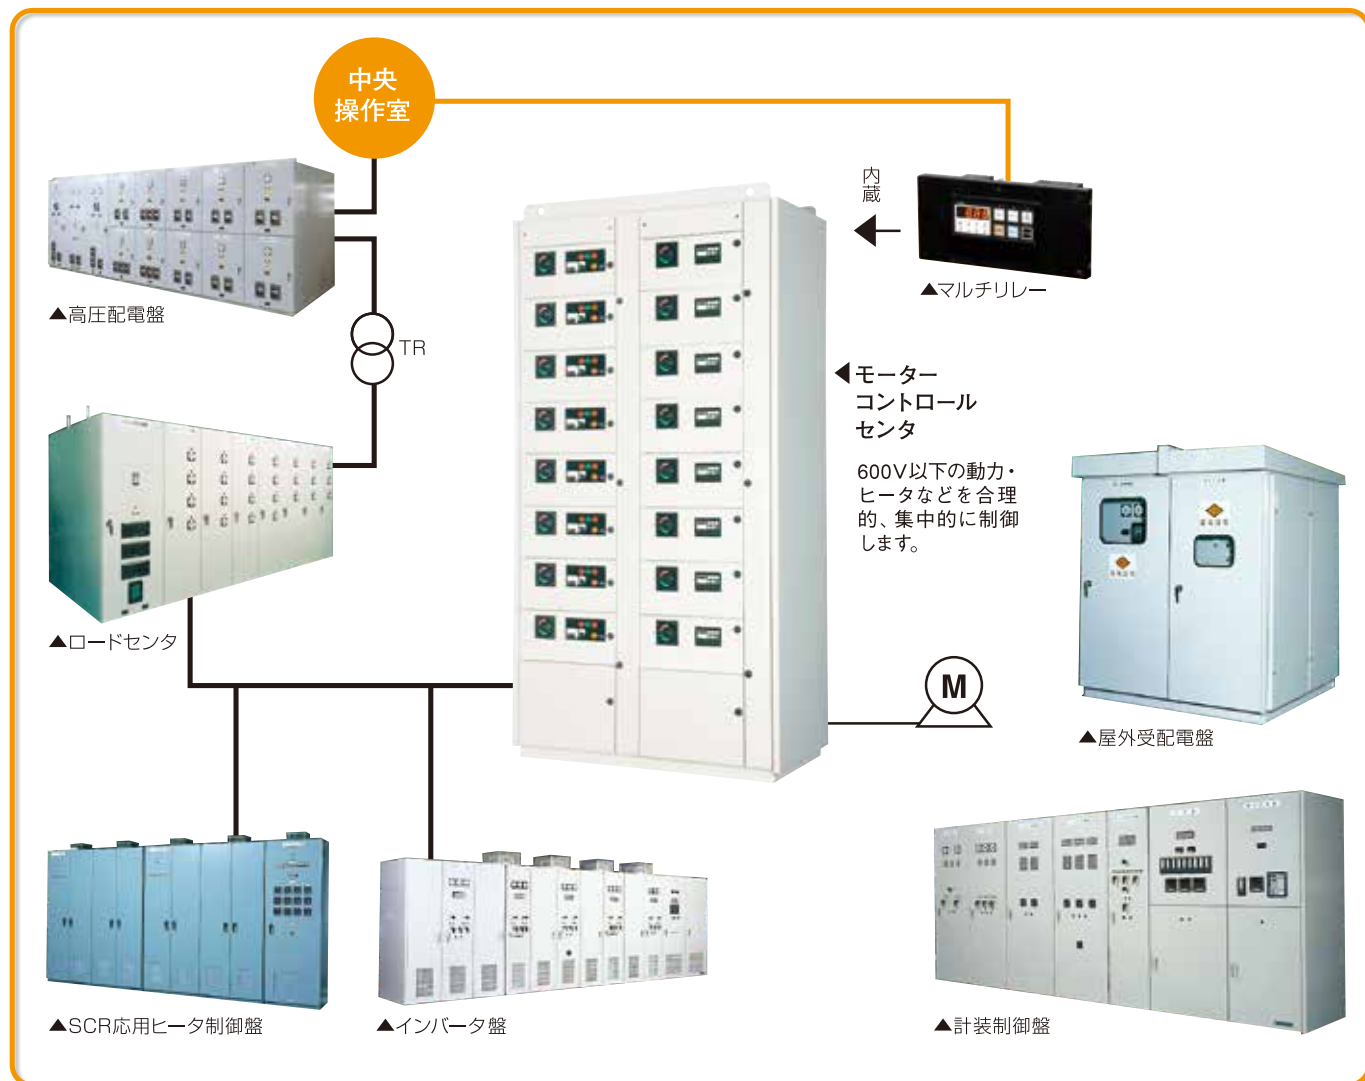 中央
操作室
内蔵
▲マルチリレー
▲高圧配電盤
TR
◀モーター
コントロール
センタ
600V以下の動力・
ヒータなどを合理
的、集中的に制御
します。
▲ロードセンタ
M
▲屋外受配電盤
▲SCR応用ヒータ制御盤
▲インバータ盤
▲計装制御盤